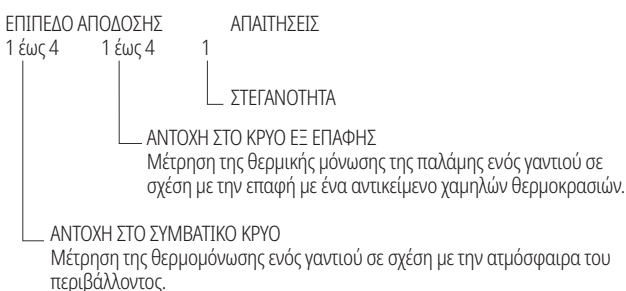 ΕΠΙΠΕΔΟ ΑΠΟΔΟΣΗΣ ΑΠΑΙΤΗΣΕΙΣ
1 έως 4 1 έως 4 1
ΣΤΕΓΑΝΟΤΗΤΑ
ΑΝΤΟΧΗ ΣΤΟ ΚΡΥΟ ΕΞ ΕΠΑΦΗΣ
Μέτρηση της θερμικής μόνωσης της παλάμης ενός γαντιού σε
σχέση με την επαφή με ένα αντικείμενο χαμηλών θερμοκρασιών.
ΑΝΤΟΧΗ ΣΤΟ ΣΥΜΒΑΤΙΚΟ ΚΡΥΟ
Μέτρηση της θερμομόνωσης ενός γαντιού σε σχέση με την ατμόσφαιρα του
περιβάλλοντος.